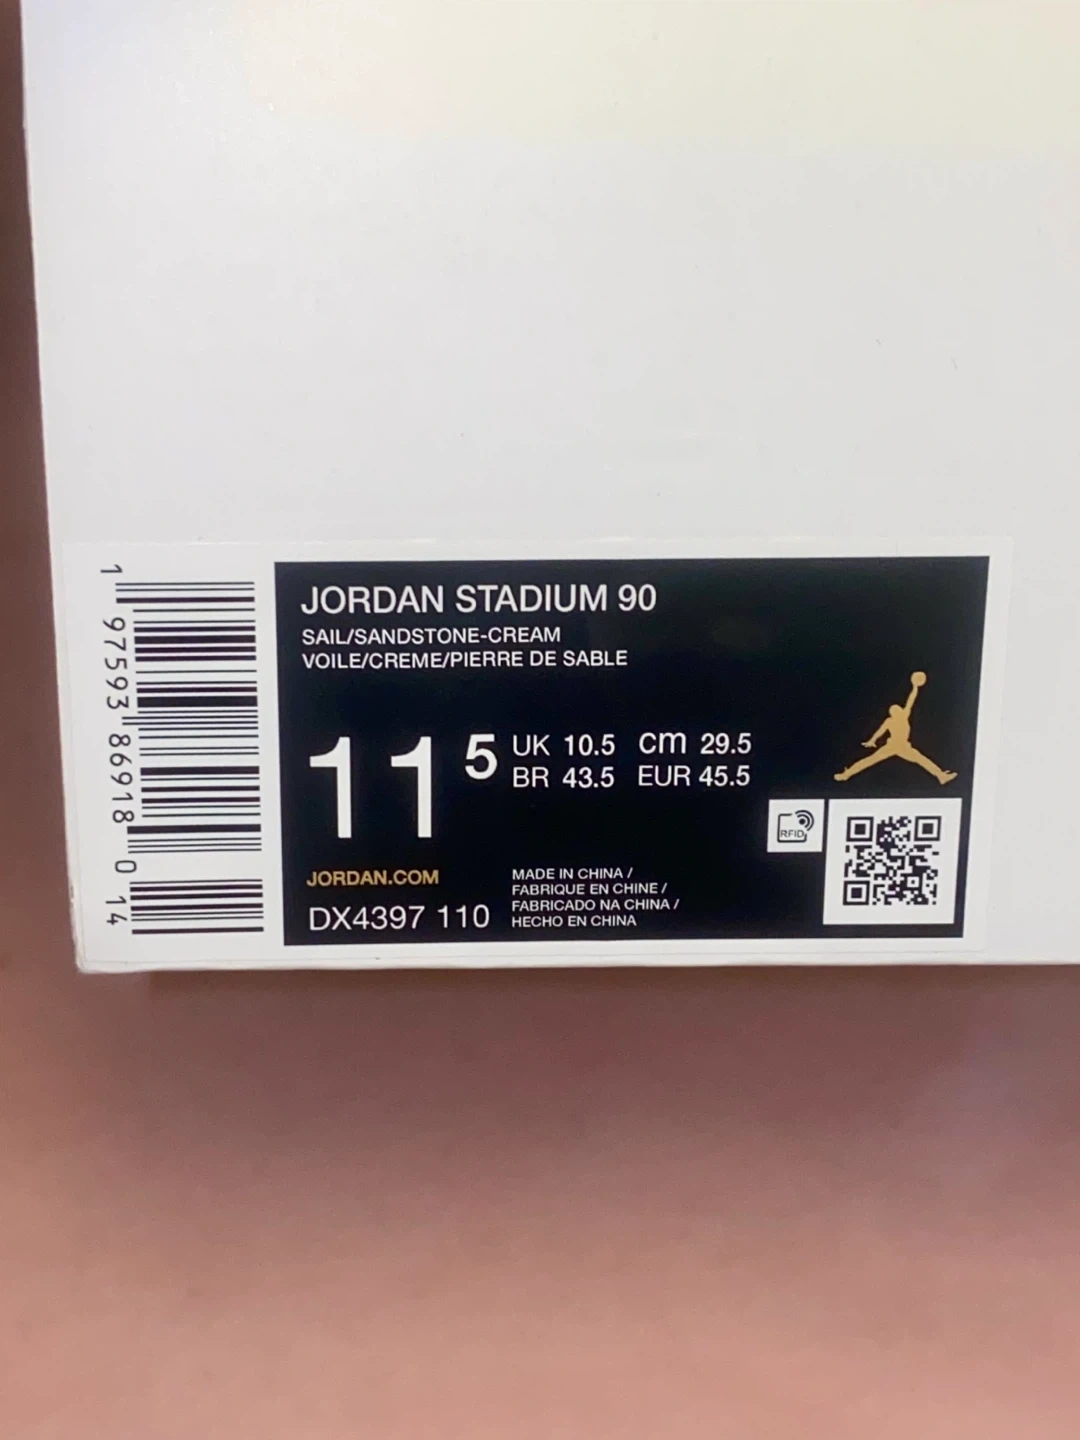 JORDAN STADIUM 90
SAIL/SANDSTONE-CREAM
VOILE/CREME/PIERRE DE SABLE
11 5
UK 10.5 cm 29.5
BR 43.5 EUR 45.5
RFID
JORDAN.COM
DX4397 110
MADE IN CHINA /
FABRIQUE EN CHINE /
FABRICADO NA CHINA /
HECHO EN CHINA
1 97593 86918 0 14